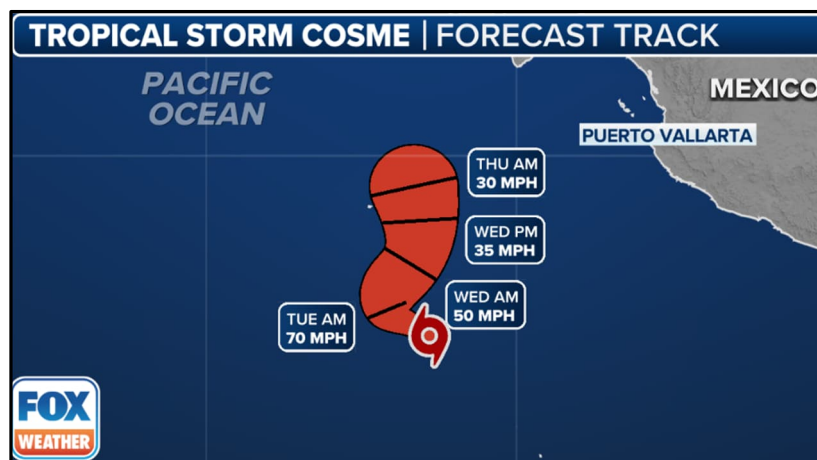 TROPICAL STORM COSME | FORECAST TRACK
PACIFIC
OCEAN
MEXICO
PUERTO VALLARTA
THU AM
30 MPH
WED PM
35 MPH
WED AM
50 MPH
TUE AM
70 MPH
FOX
WEATHER